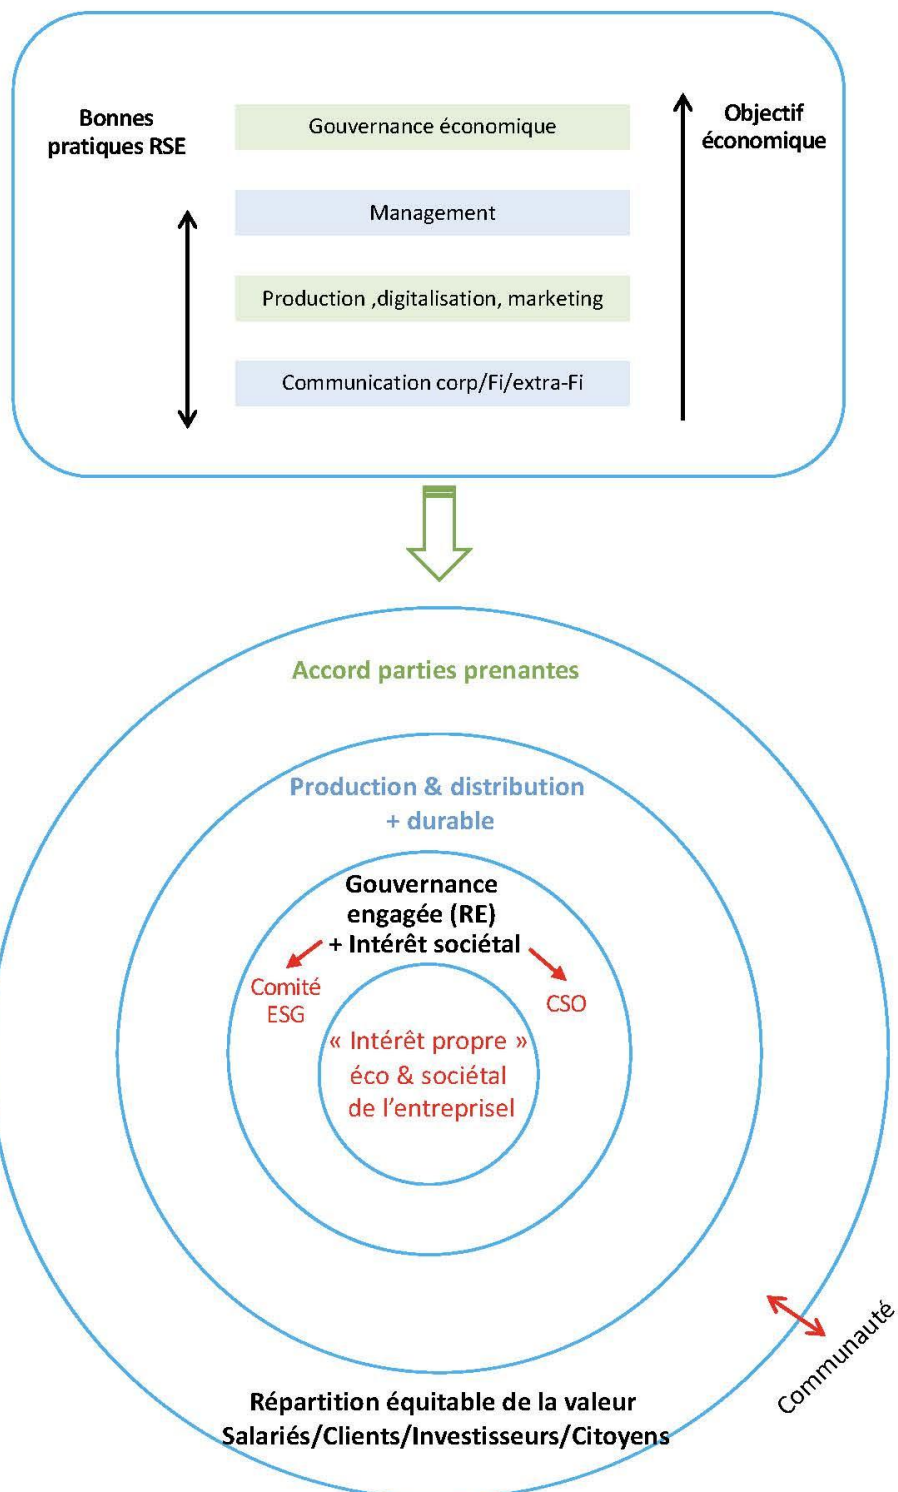 Bonnes
pratiques RSE
Gouvernance économique
Objectif
économique
Management
Production ,digitalisation, marketing
Communication corp/Fi/extra-Fi
Accord parties prenantes
Production & distribution
+ durable
Gouvernance
engagée (RE)
+ Intérêt sociétal
Comité
ESG
CSO
« Intérêt propre »
éco & sociétal
de l’entreprisel
Communauté
Répartition équitable de la valeur
Salariés/Clients/Investisseurs/Citoyens